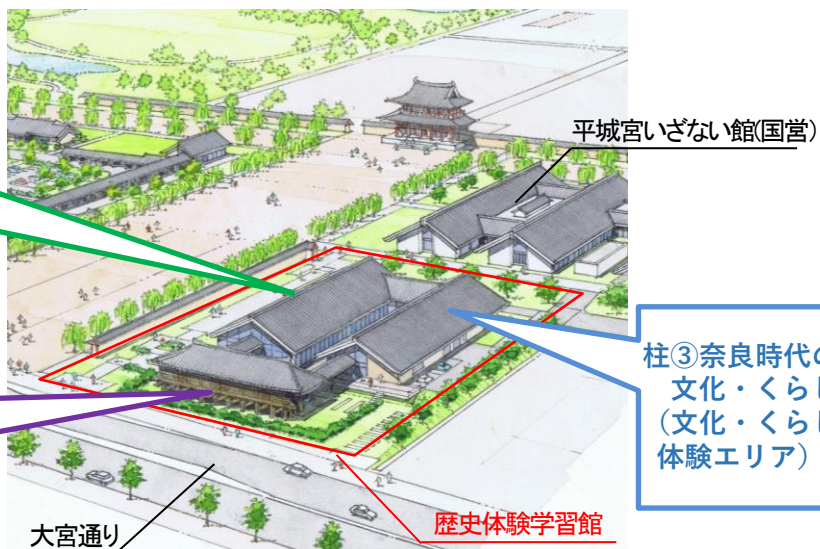 平城宮いざない館(国営)
柱③奈良時代の
文化・くらし
(文化・くらし
体験エリア)
歴史体験学習館
大宮通り